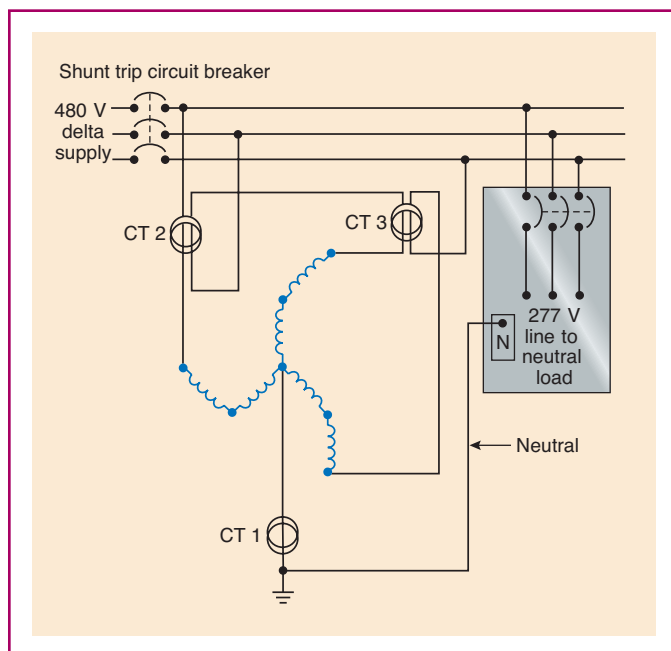 Shunt trip circuit breaker
480 V
delta
supply
CT 2
CT 3
277 V
line to
neutral
load
N
Neutral
CT 1